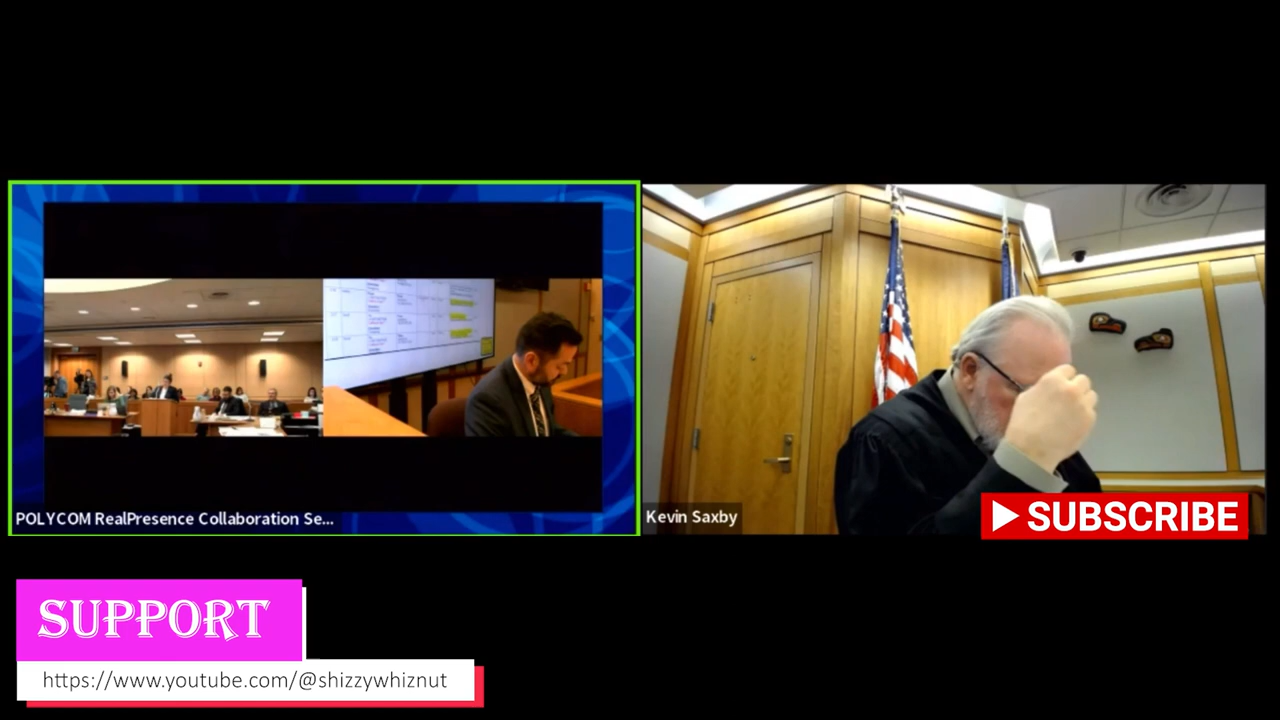 POLYCOM RealPresence Collaboration Se...
Kevin Saxby
SUBSCRIBE
SUPPORT
https://www.youtube.com/@shizzywhiznut